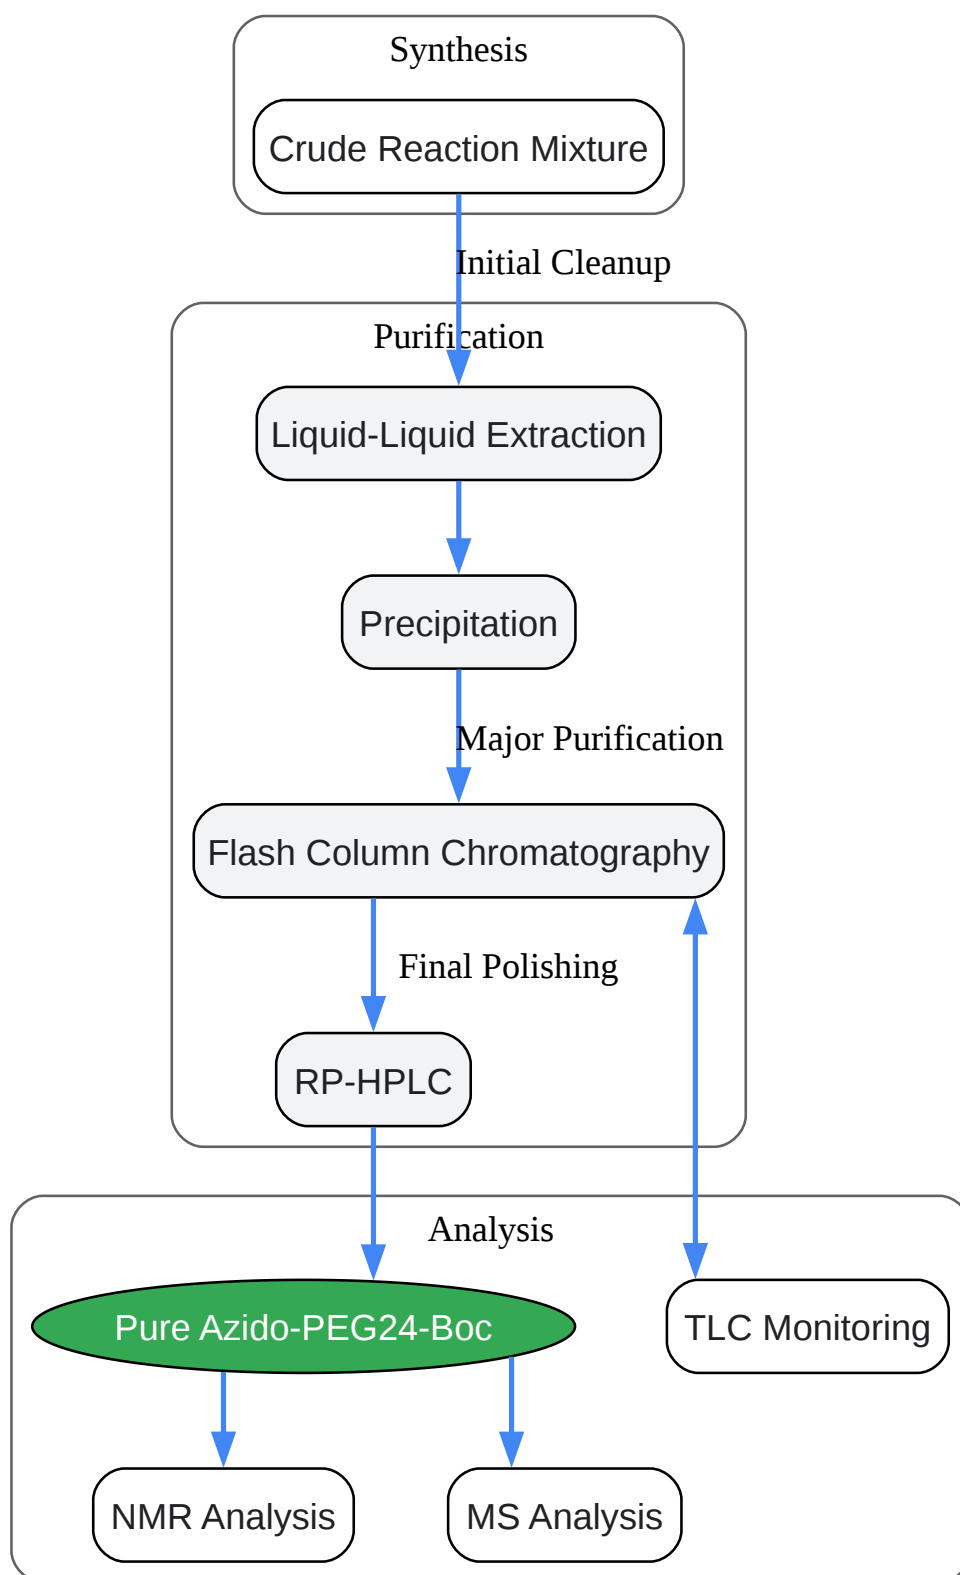 Synthesis
Crude Reaction Mixture
Initial Cleanup
Purification
Liquid-Liquid Extraction
Precipitation
Major Purification
Flash Column Chromatography
Final Polishing
RP-HPLC
Analysis
Pure Azido-PEG24-Boc
TLC Monitoring
NMR Analysis
MS Analysis